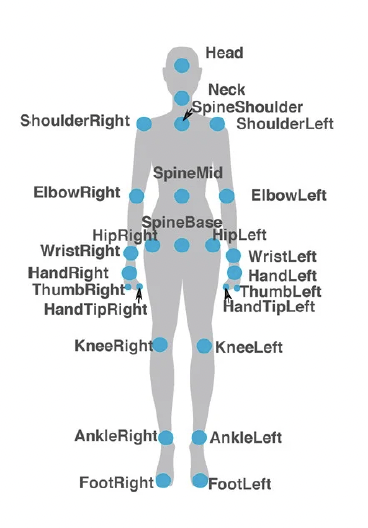 Head
Neck
SpineShoulder
ShoulderRight
ShoulderLeft
SpineMid
ElbowRight
ElbowLeft
SpineBase
HipRight
HipLeft
WristRight
WristLeft
HandRight
HandLeft
ThumbRight
ThumbLeft
HandTipRight
HandTipLeft
KneeRight
KneeLeft
AnkleRight
AnkleLeft
FootRight
FootLeft